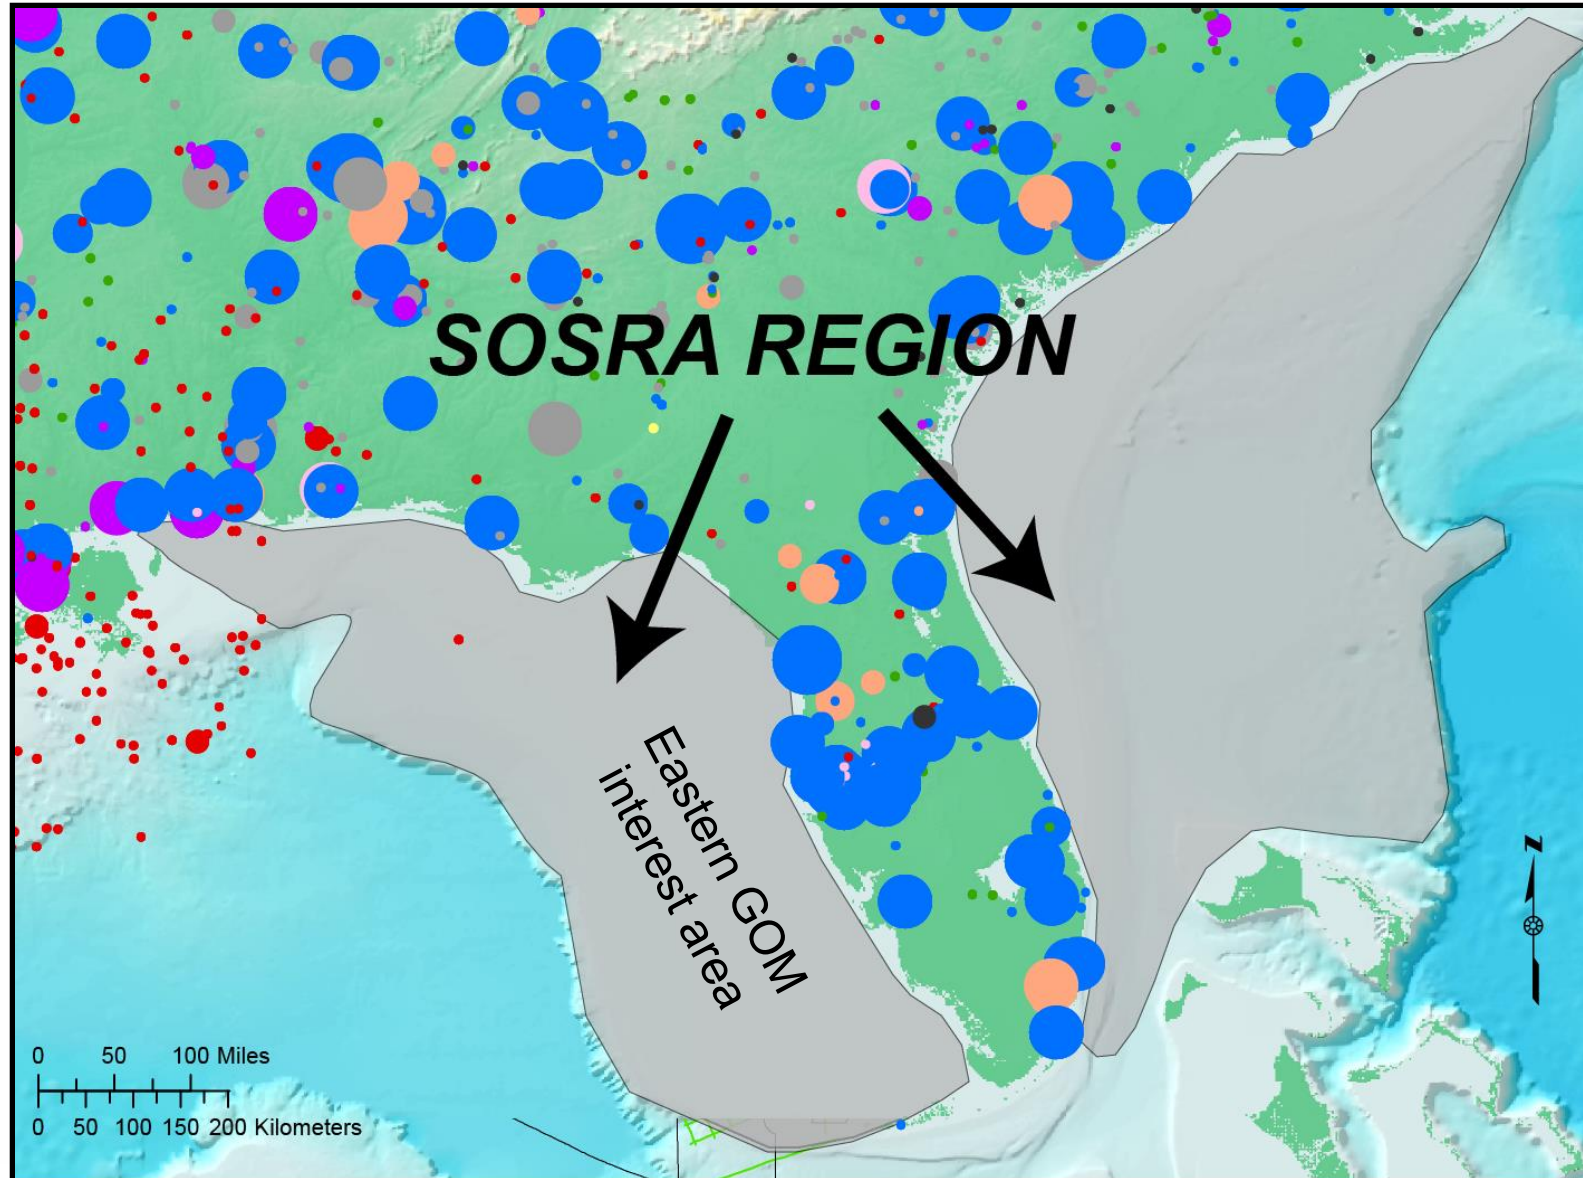 SOSRA REGION
Eastern GOM
interest area
N
0 50 100 Miles
0 50 100 150 200 Kilometers